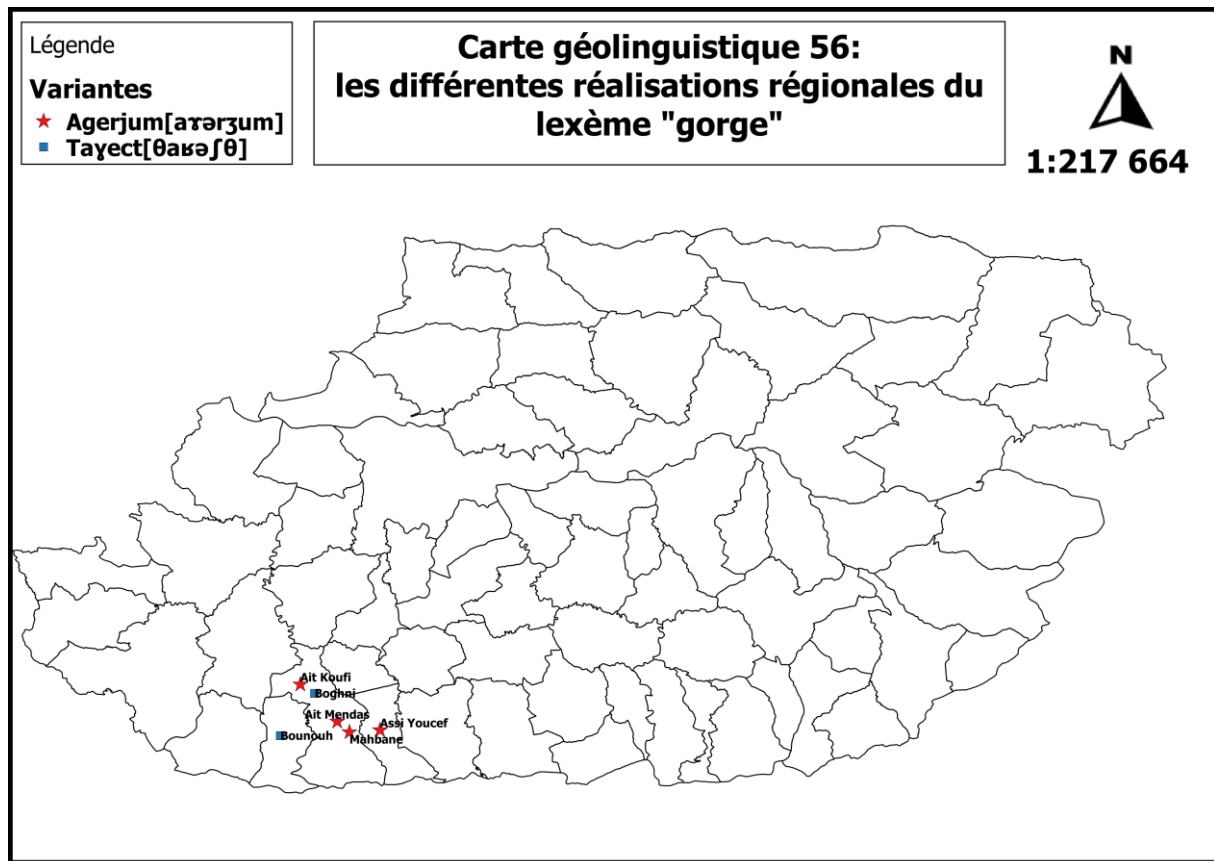 Légende
Variantes
Agerjum[aɤərʒum]
Taɣect[θaʁəʃθ]
Carte géolinguistique 56:
les différentes réalisations régionales du
lexème "gorge"
N
1:217 664
Ait Koufi
Boghni
Ait Mendas
Assi Youcef
Bounouh
Mahbane